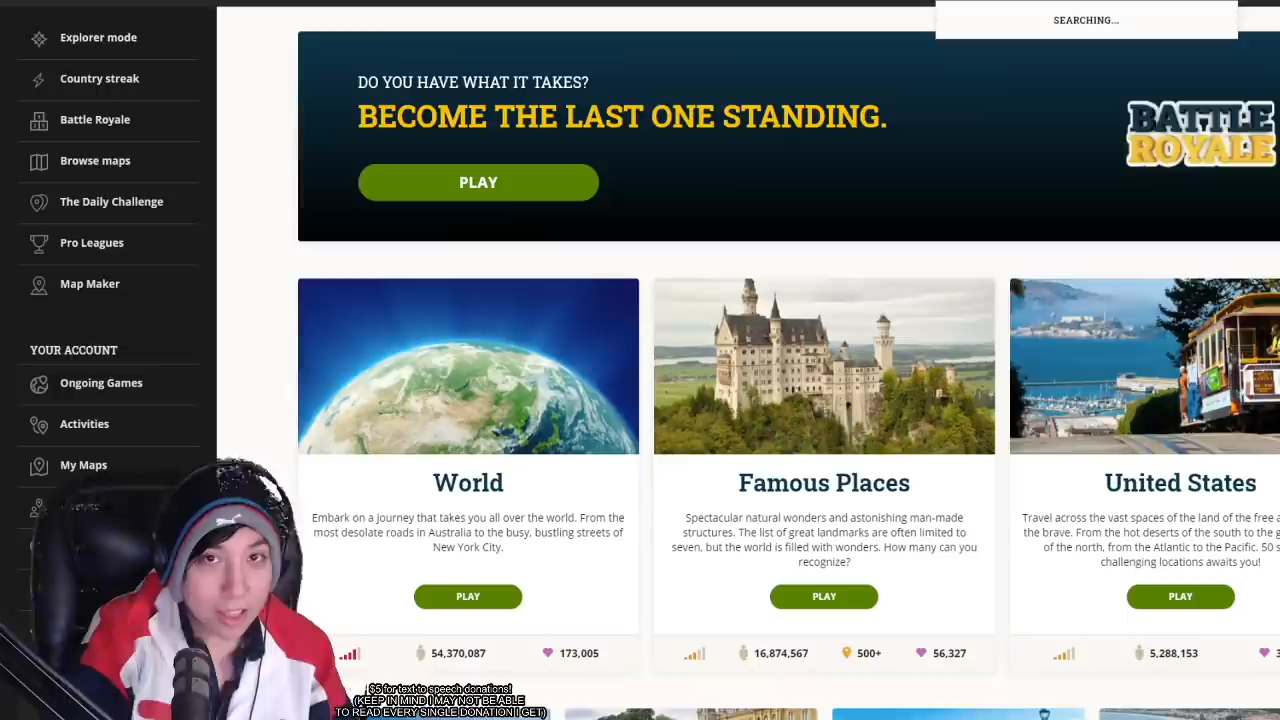 SEARCHING...
Explorer mode
Country streak
Battle Royale
Browse maps
The Daily Challenge
Pro Leagues
Map Maker
YOUR ACCOUNT
Ongoing Games
Activities
My Maps
DO YOU HAVE WHAT IT TAKES?
BECOME THE LAST ONE STANDING.
PLAY
BATTLE
ROYALE
World
Embark on a journey that takes you all over the world. From the
most desolate roads in Australia to the busy, bustling streets of
New York City.
PLAY
54,370,087 173,005
Famous Places
Spectacular natural wonders and astonishing man-made
structures. The list of great landmarks are often limited to
seven, but the world is filled with wonders. How many can you
recognize?
PLAY
16,874,567 500+ 56,327
United States
Travel across the vast spaces of the land of the free a
the brave. From the hot deserts of the south to the g
of the north, from the Atlantic to the Pacific. 50 s
challenging locations awaits you!
PLAY
5,288,153 3
$5 for text to speech donations!
(KEEP IN MIND I MAY NOT BE ABLE
TO READ EVERY SINGLE DONATION I GET)